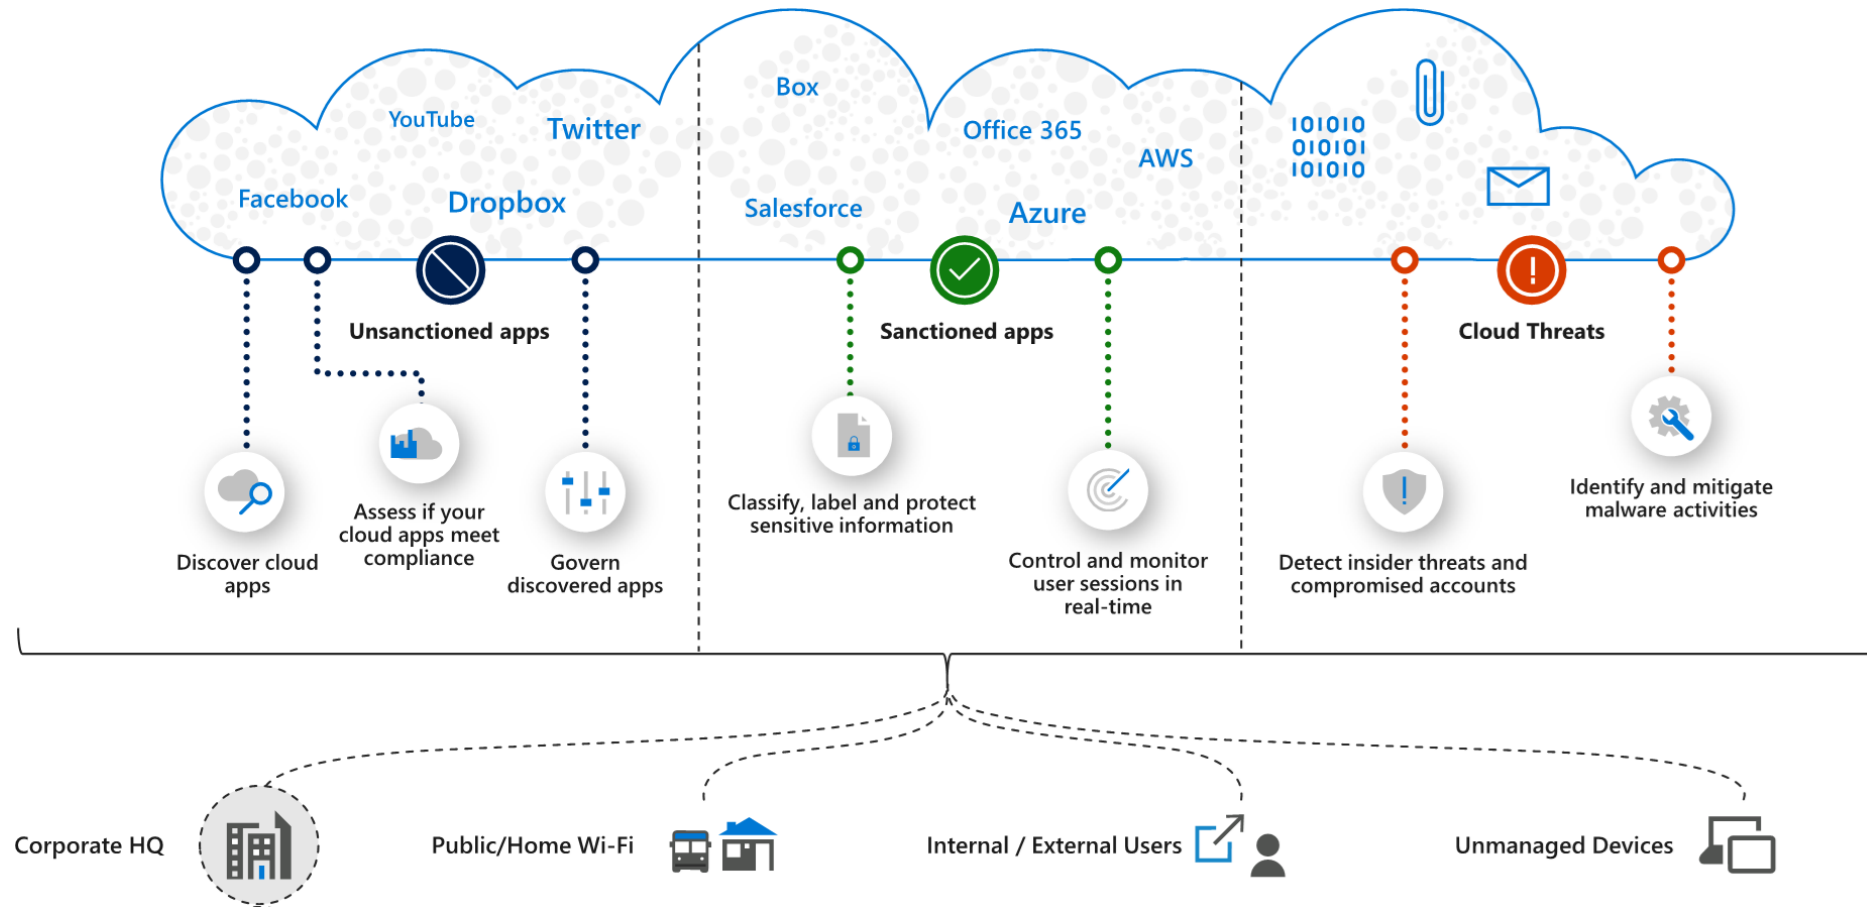 Box
YouTube
Twitter
Office 365
101010
010101
101010
AWS
Facebook
Dropbox
Salesforce
Azure
Unsanctioned apps
Sanctioned apps
Cloud Threats
Discover cloud
apps
Assess if your
cloud apps meet
compliance
Govern
discovered apps
Classify, label and protect
sensitive information
Control and monitor
user sessions in
real-time
Detect insider threats and
compromised accounts
Identify and mitigate
malware activities
Corporate HQ
Public/Home Wi-Fi
Internal / External Users
Unmanaged Devices